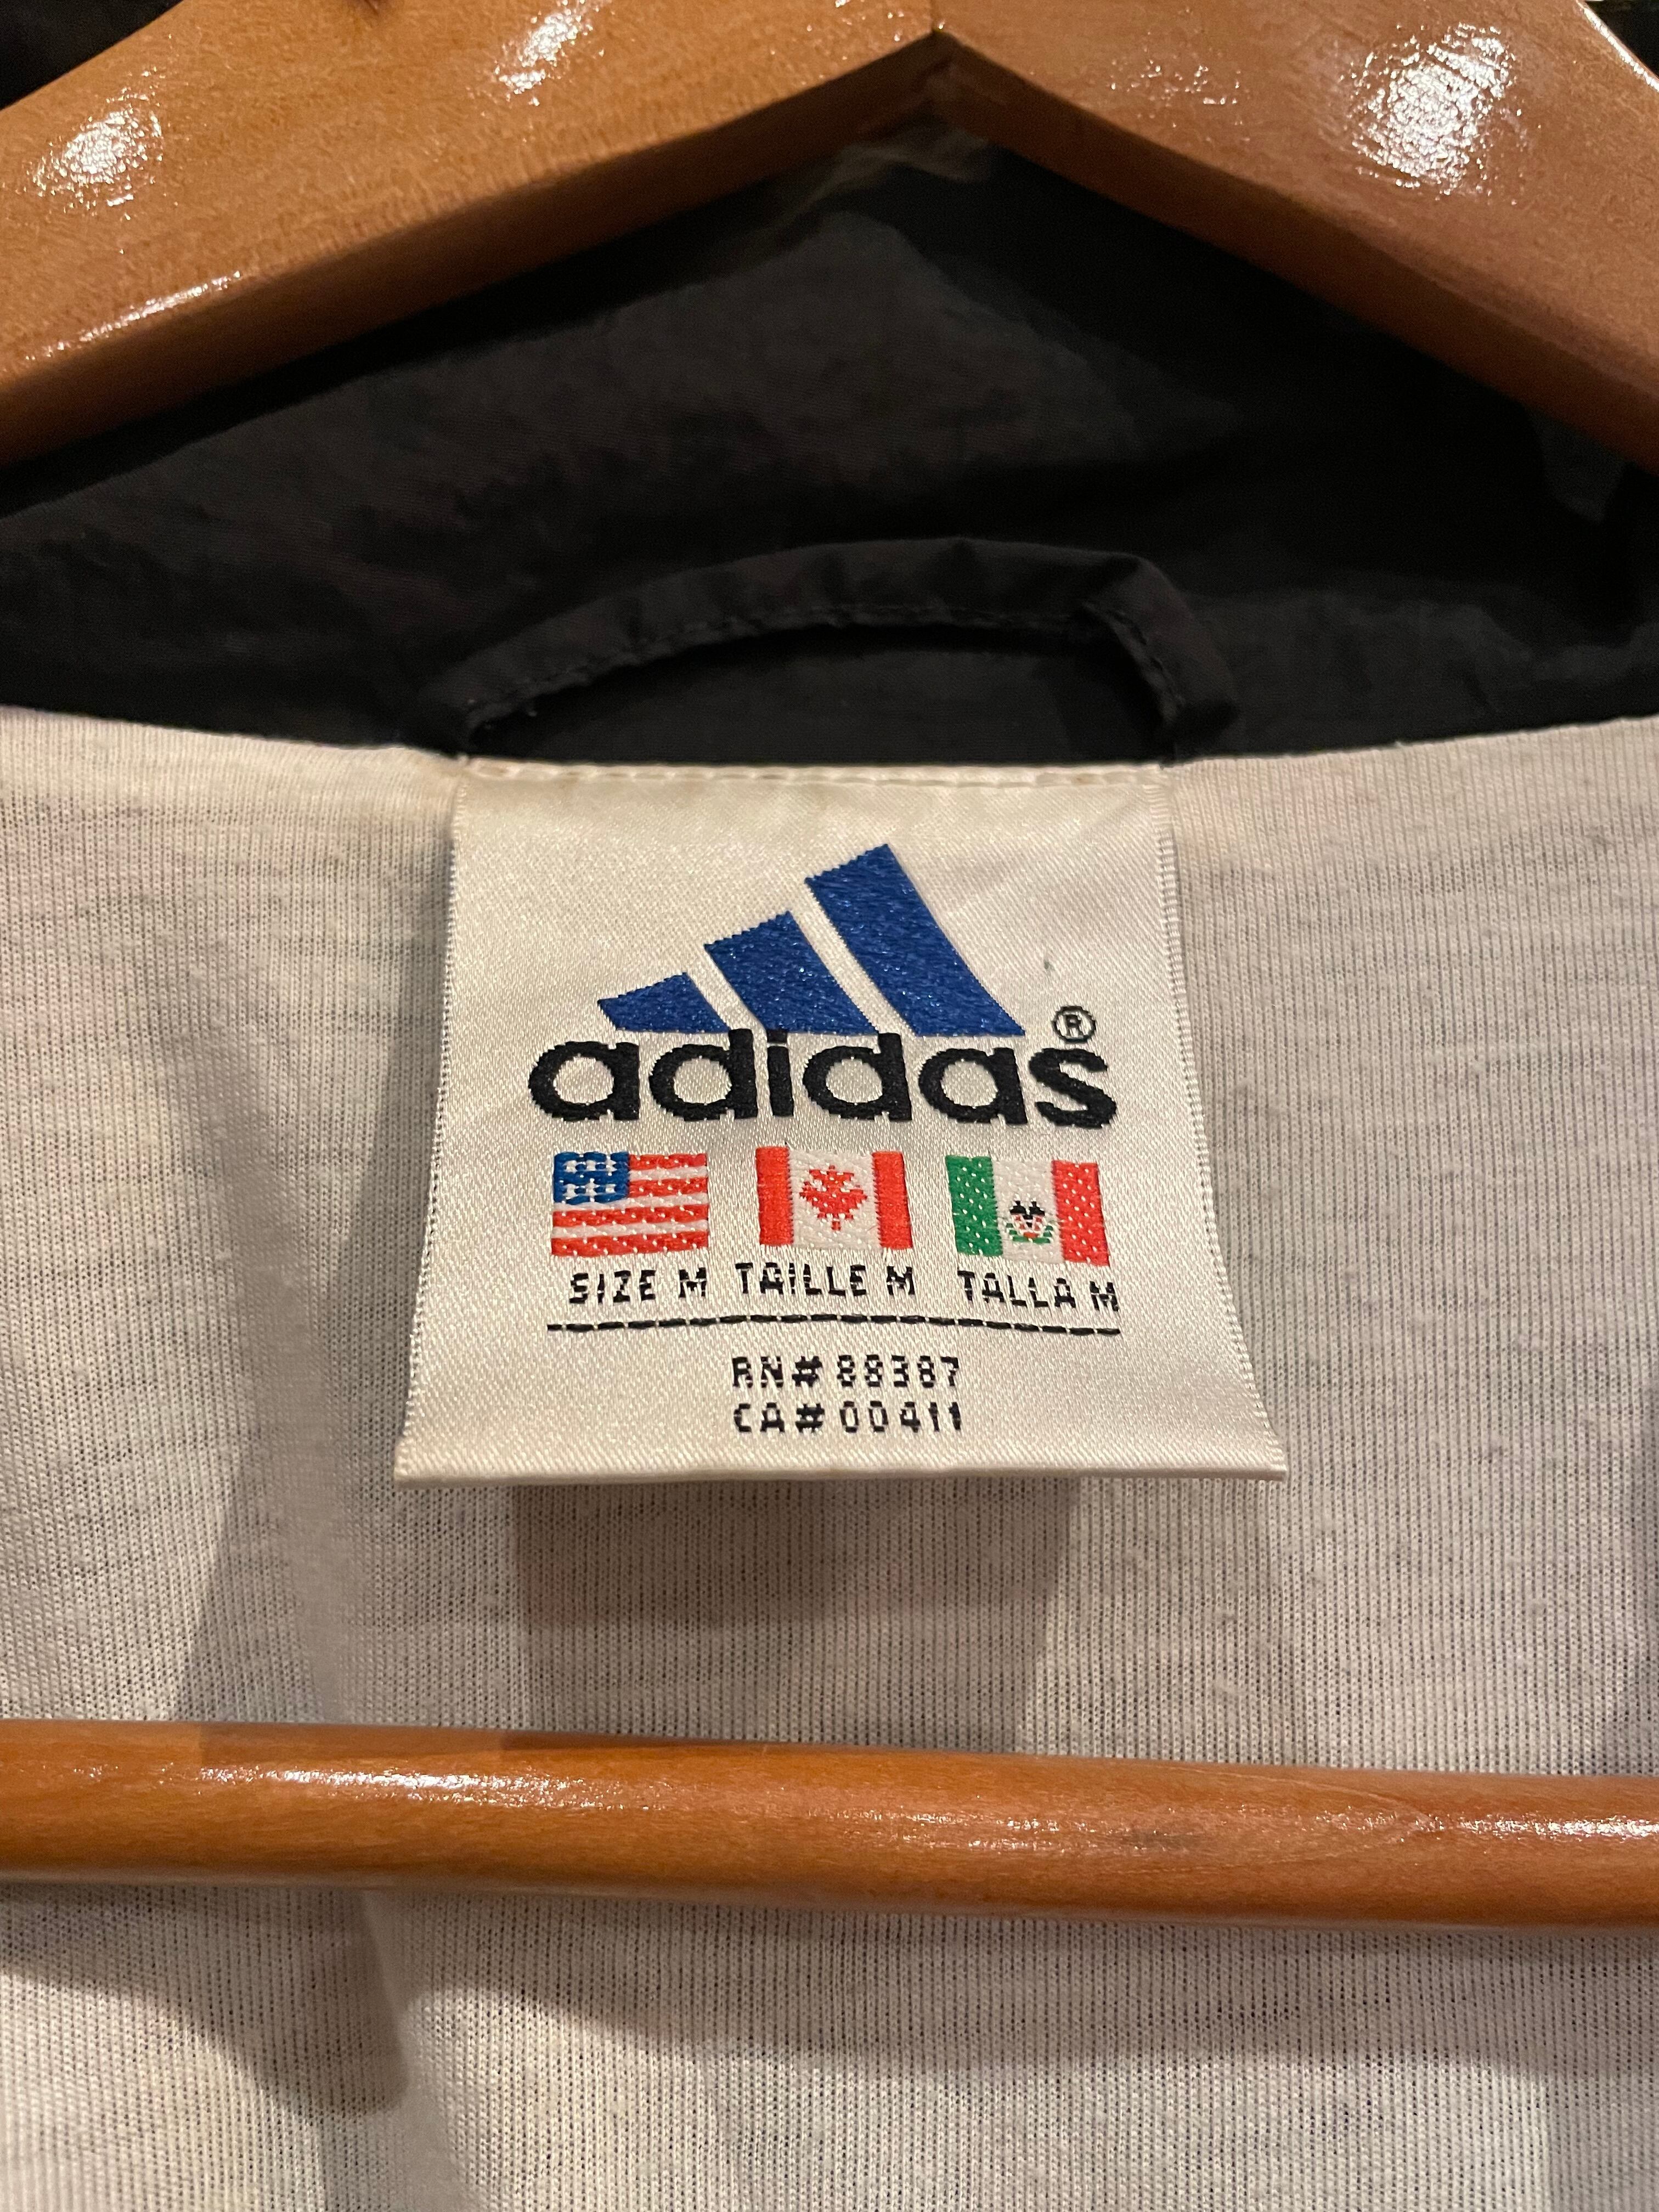 adidas®
SIZE M TAILLE M TALLA M
RN# 88387
CA# 00411